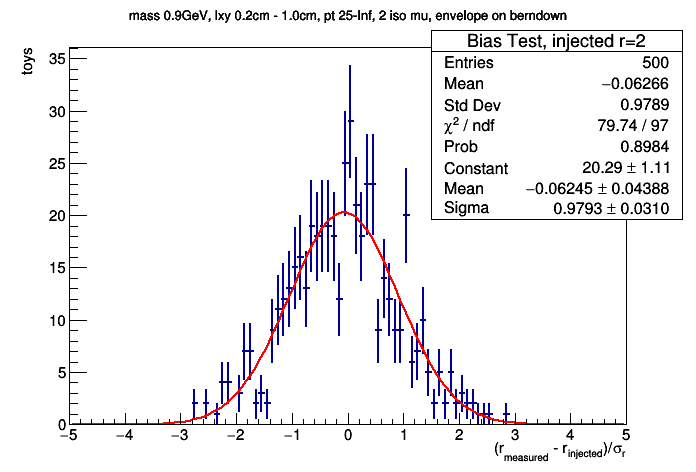 mass 0.9GeV, lxy 0.2cm - 1.0cm, pt 25-Inf, 2 iso mu, envelope on berndown
Bias Test, injected r=2
Entries 500
Mean −0.06266
Std Dev 0.9789
χ² / ndf 79.74 / 97
Prob 0.8984
Constant 20.29 ± 1.11
Mean −0.06245 ± 0.04388
Sigma 0.9793 ± 0.0310
toys
35
30
25
20
15
10
5
0
−5 −4 −3 −2 −1 0 1 2 3 4 5
(r_measured - r_injected)/σ_r